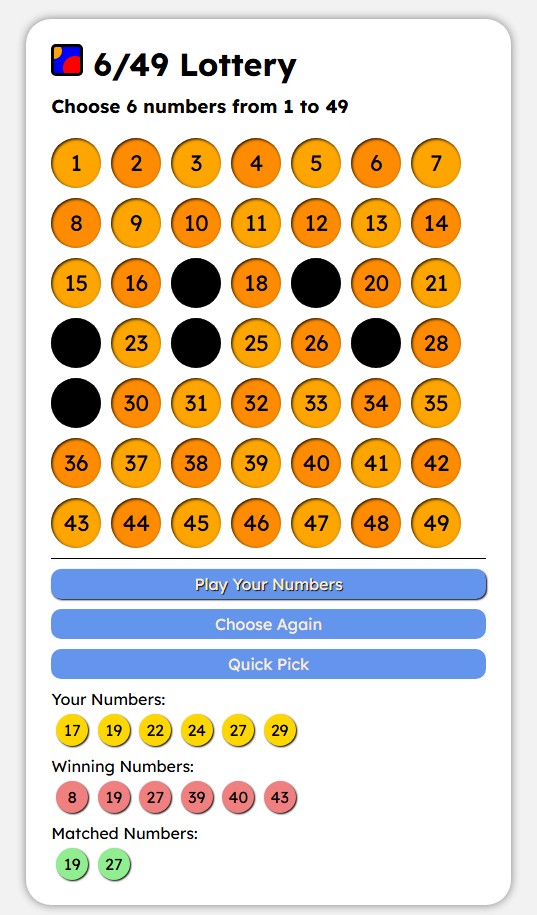 6/49 Lottery
Choose 6 numbers from 1 to 49
1 2 3 4 5 6 7
8 9 10 11 12 13 14
15 16 18 20 21
23 25 26 28
30 31 32 33 34 35
36 37 38 39 40 41 42
43 44 45 46 47 48 49
Play Your Numbers
Choose Again
Quick Pick
Your Numbers:
17 19 22 24 27 29
Winning Numbers:
8 19 27 39 40 43
Matched Numbers:
19 27